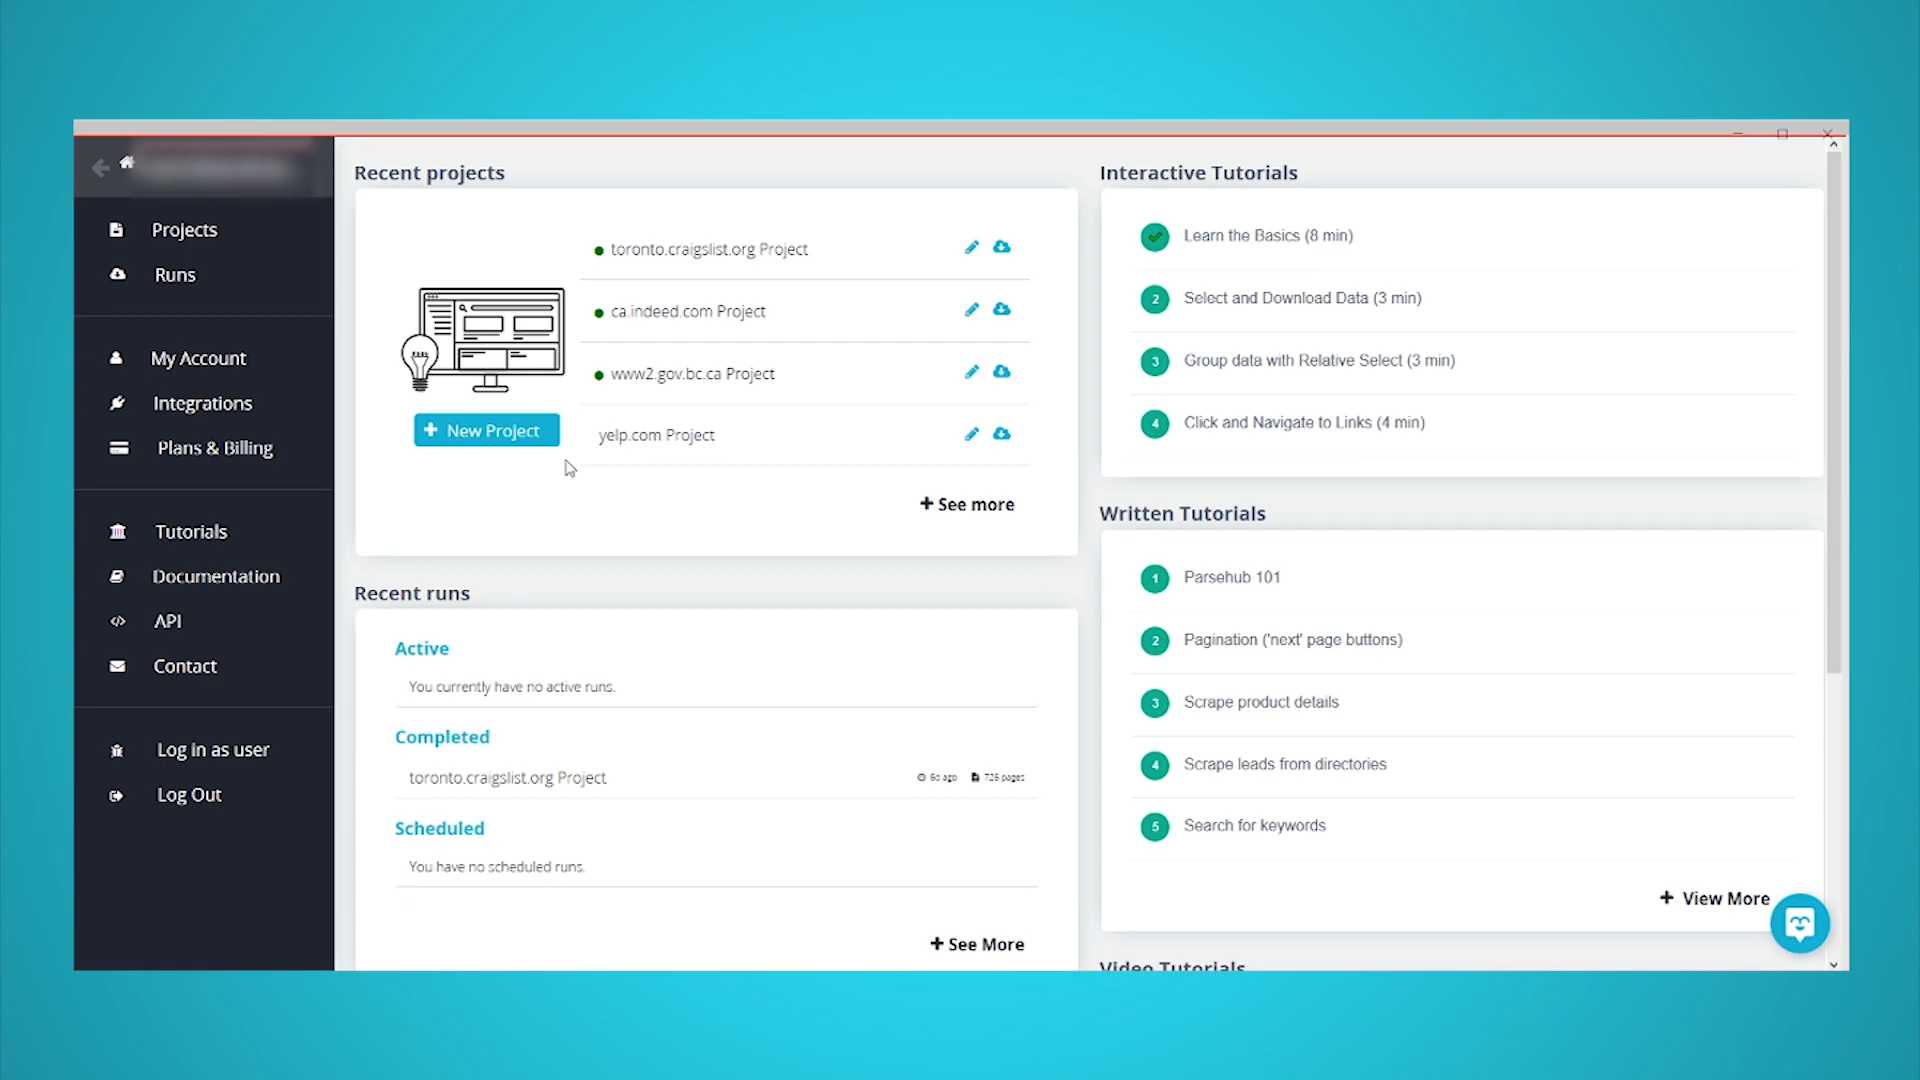 Projects
Runs
My Account
Integrations
Plans & Billing
Tutorials
Documentation
API
Contact
Log in as user
Log Out
Recent projects
toronto.craigslist.org Project
ca.indeed.com Project
www2.gov.bc.ca Project
yelp.com Project
+ New Project
+ See more
Recent runs
Active
You currently have no active runs.
Completed
toronto.craigslist.org Project 6d ago 726 pages
Scheduled
You have no scheduled runs.
+ See More
Interactive Tutorials
Learn the Basics (8 min)
2 Select and Download Data (3 min)
3 Group data with Relative Select (3 min)
4 Click and Navigate to Links (4 min)
Written Tutorials
1 Parsehub 101
2 Pagination ('next' page buttons)
3 Scrape product details
4 Scrape leads from directories
5 Search for keywords
+ View More
Video Tutorials